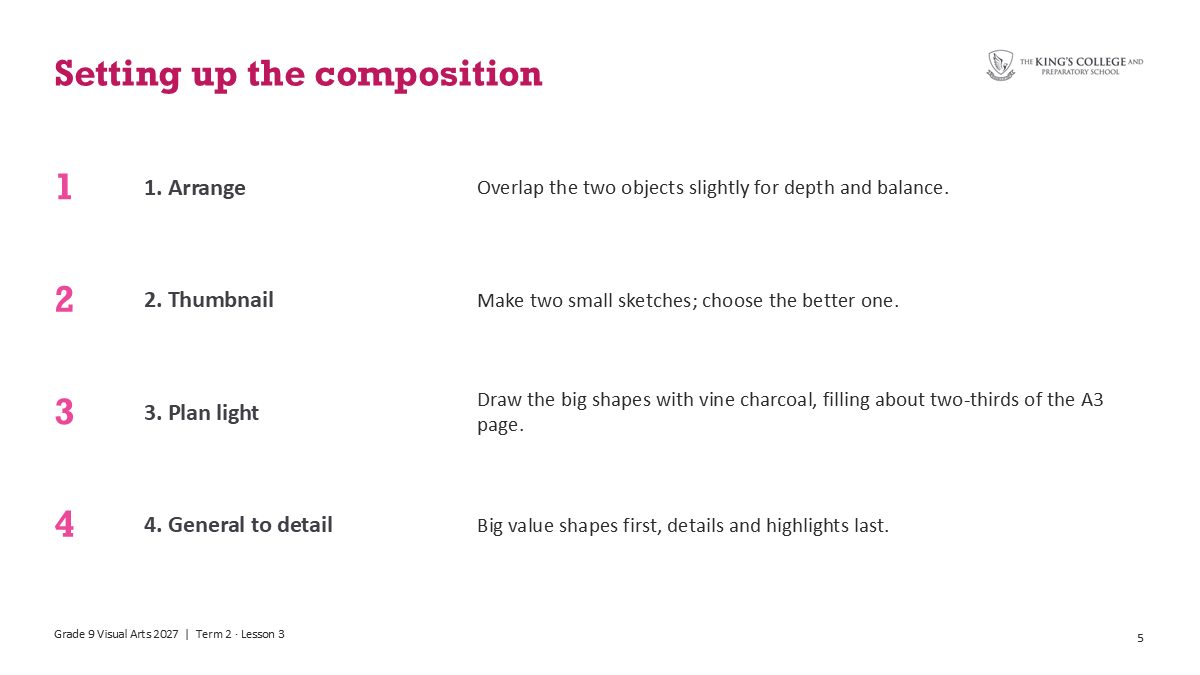 Setting up the composition
THE KING'S COLLEGE AND
PREPARATORY SCHOOL
1
1. Arrange
Overlap the two objects slightly for depth and balance.
2
2. Thumbnail
Make two small sketches; choose the better one.
3
3. Plan light
Draw the big shapes with vine charcoal, filling about two-thirds of the A3
page.
4
4. General to detail
Big value shapes first, details and highlights last.
Grade 9 Visual Arts 2027 | Term 2 · Lesson 3
5